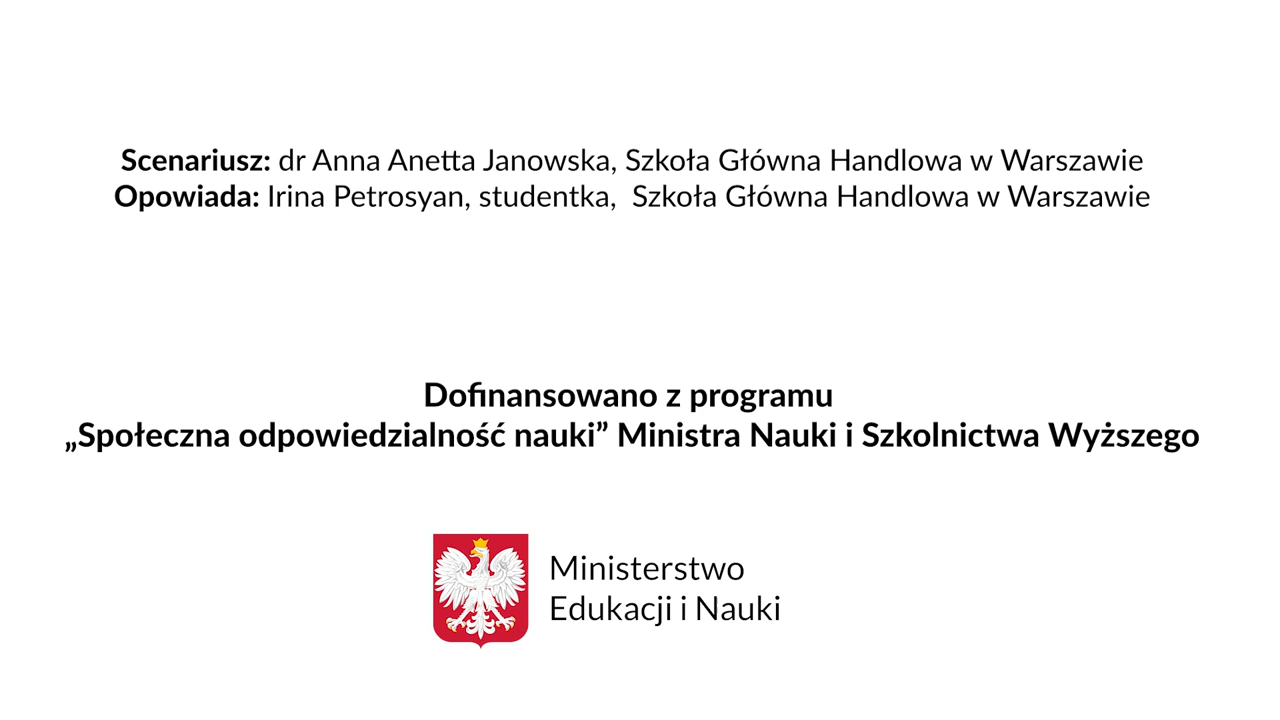 Scenariusz: dr Anna Anetta Janowska, Szkoła Główna Handlowa w Warszawie
Opowiada: Irina Petrosyan, studentka,  Szkoła Główna Handlowa w Warszawie
Dofinansowano z programu
„Społeczna odpowiedzialność nauki” Ministra Nauki i Szkolnictwa Wyższego
Ministerstwo
Edukacji i Nauki